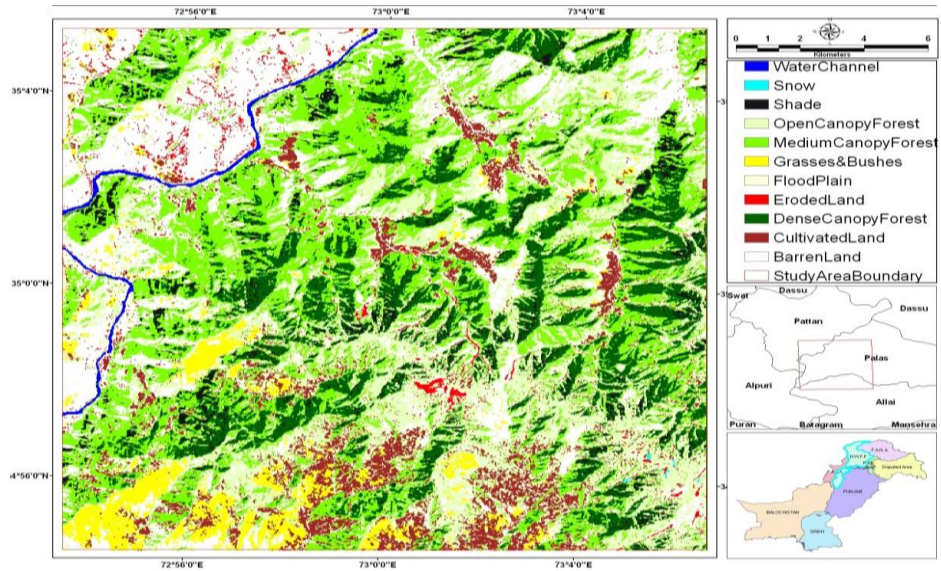 72°56'0"E 73°0'0"E 73°4'0"E
35°4'0"N
35°0'0"N
4°56'0"N
72°56'0"E 73°0'0"E 73°4'0"E
0 1 2 4 6
Kilometers
WaterChannel
Snow
Shade
OpenCanopyForest
MediumCanopyForest
Grasses&Bushes
FloodPlain
ErodedLand
DenseCanopyForest
CultivatedLand
BarrenLand
StudyAreaBoundary
Swat
Dassu
Dassu
Pattan
Palas
Alpuri
Allai
Puran
Batagram
Mansehra
F.A.N.A.
N.W.F.P.
Disputed Area
PUNJAB
BALOCHISTAN
SINDH